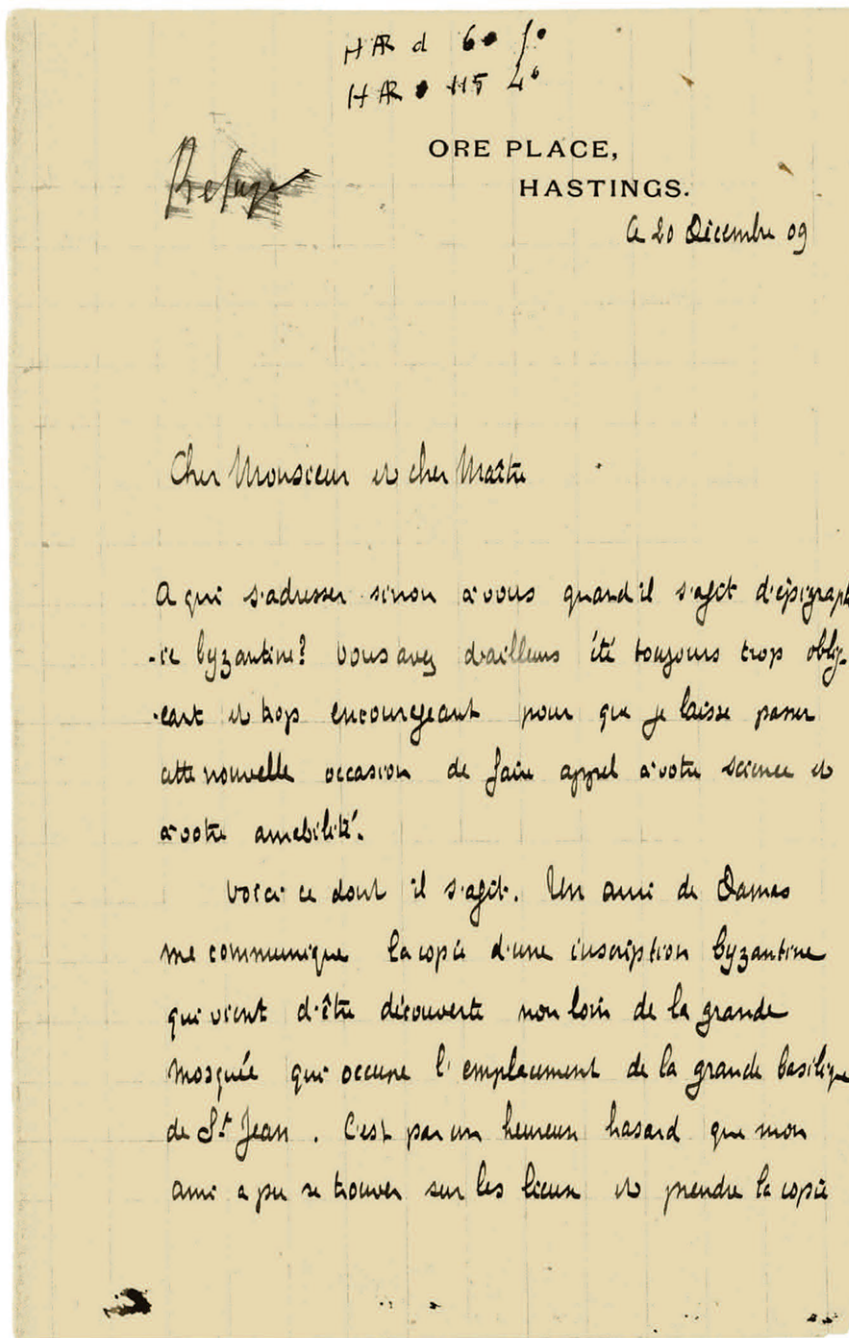 HAR d 60
HAR 115
ORE PLACE,
HASTINGS.
Ce 20 Décembre 09
Cher Monsieur et cher Maître
A qui s'adresser sinon à vous quand il s'agit d'épigraph
-ie byzantine? Vous avez d'ailleurs été toujours trop oblig-
-eant et trop encourageant pour que je laisse passer
cette nouvelle occasion de faire appel à votre science et
à votre amabilité.
Voici ce dont il s'agit. Un ami de Damas
me communique la copie d'une inscription byzantine
qui vient d'être découverte non loin de la grande
mosquée qui occupe l'emplacement de la grande basilique
de St Jean. C'est par un heureux hasard que mon
ami a pu se trouver sur les lieux et prendre la copie